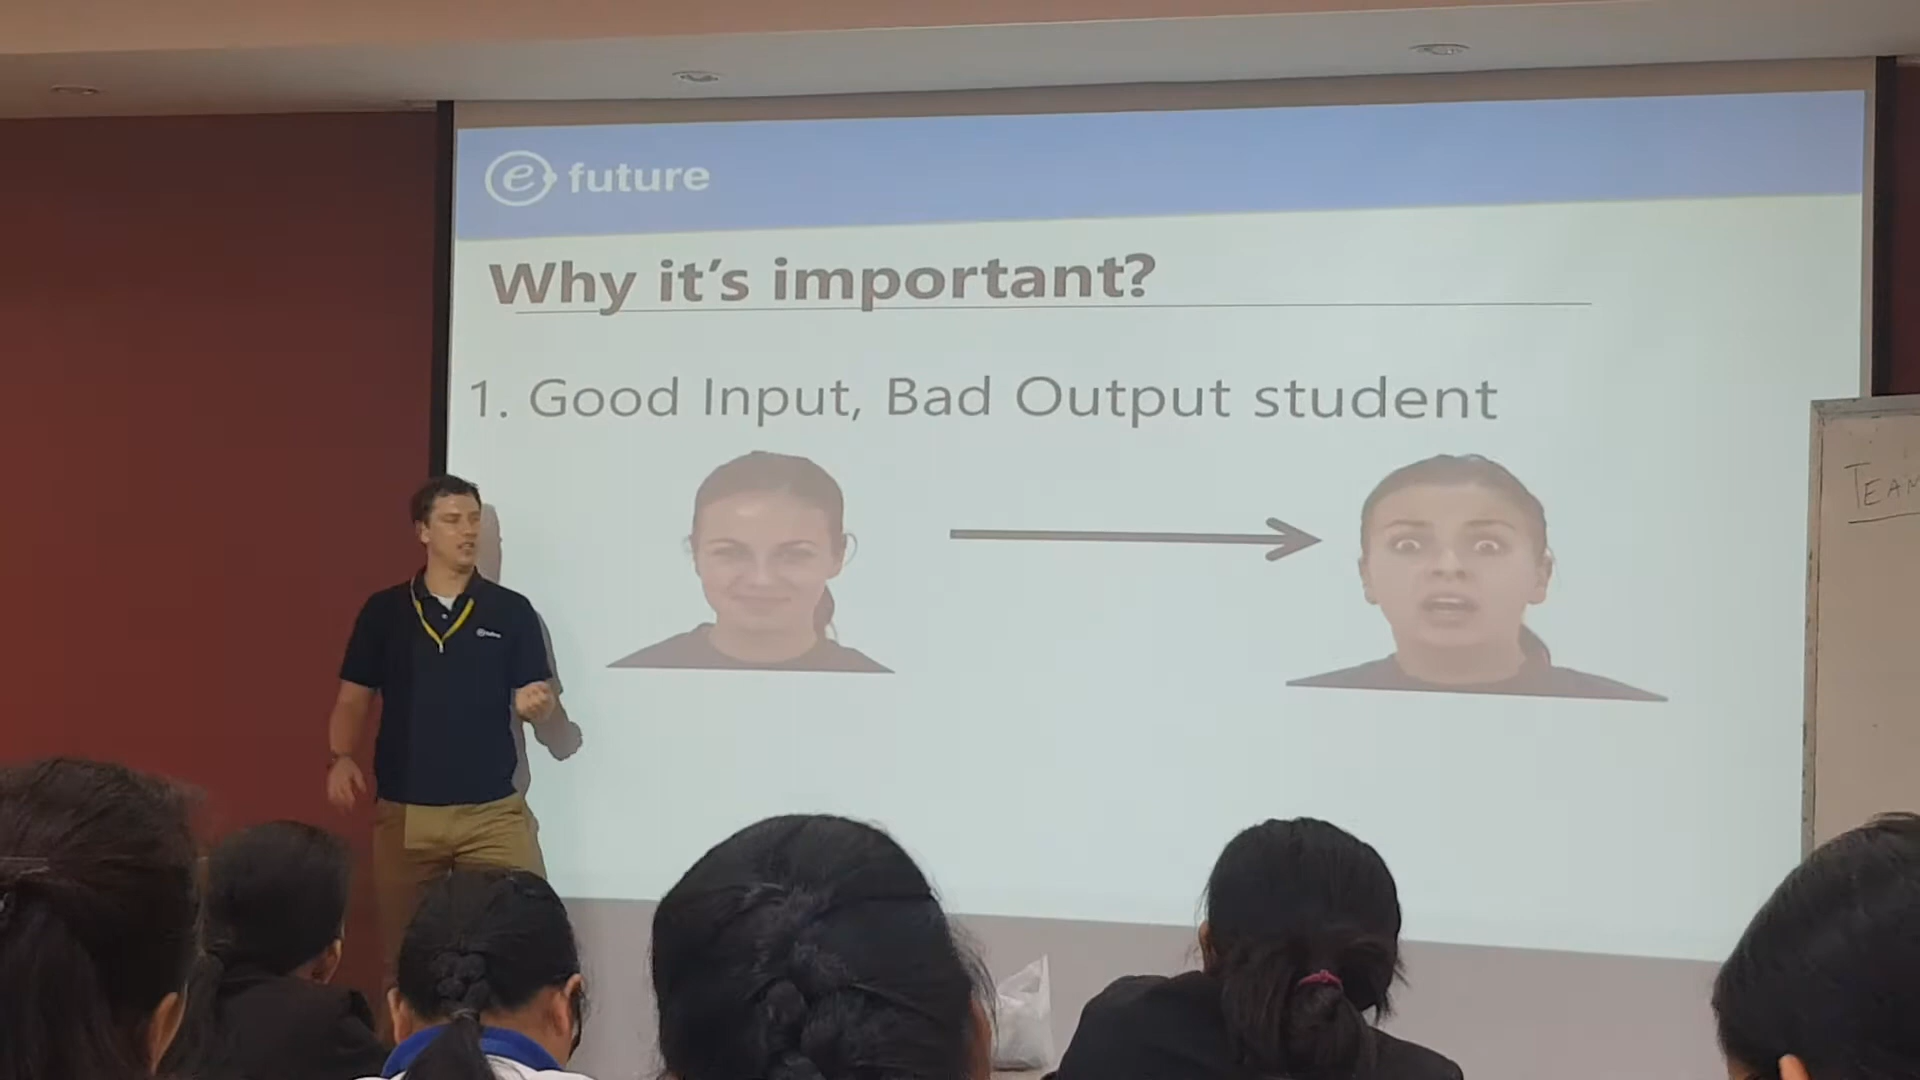 e future
Why it's important?
1. Good Input, Bad Output student
TEAM